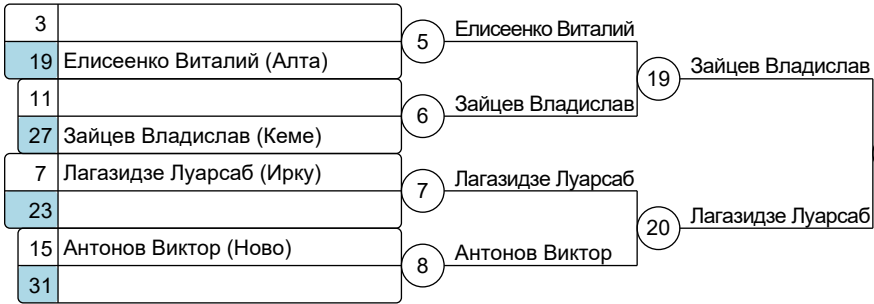 3
19 Елисеенко Виталий (Алта)
11
27 Зайцев Владислав (Кеме)
7 Лагазидзе Луарсаб (Ирку)
23
15 Антонов Виктор (Ново)
31
5 Елисеенко Виталий
6 Зайцев Владислав
7 Лагазидзе Луарсаб
8 Антонов Виктор
19 Зайцев Владислав
20 Лагазидзе Луарсаб